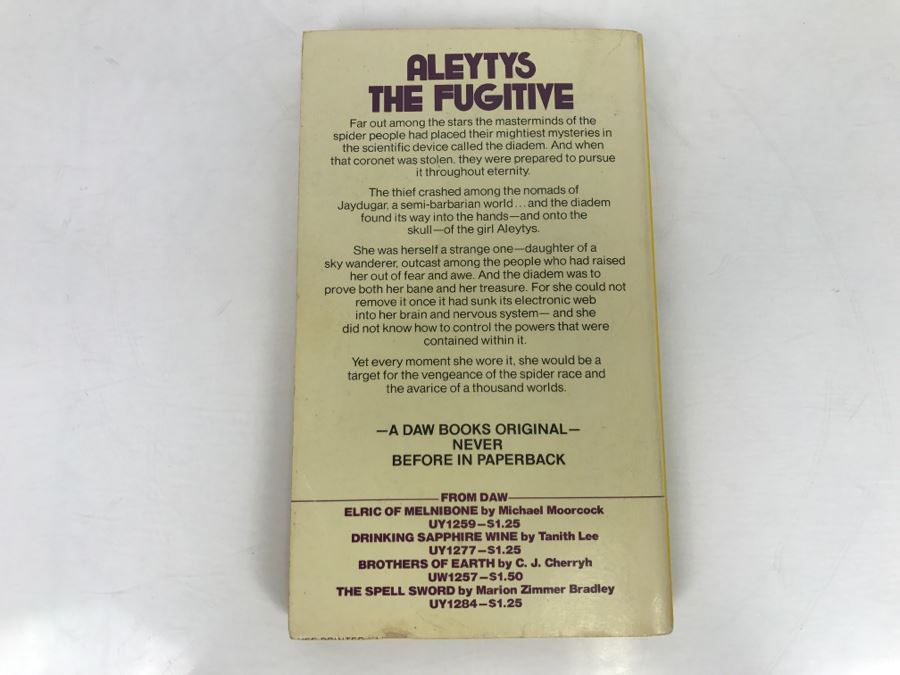 ALEYTYS
THE FUGITIVE
Far out among the stars the masterminds of the
spider people had placed their mightiest mysteries in
the scientific device called the diadem. And when
that coronet was stolen, they were prepared to pursue
it throughout eternity.
The thief crashed among the nomads of
Jaydugar, a semi-barbarian world...and the diadem
found its way into the hands—and onto the
skull—of the girl Aleytys.
She was herself a strange one—daughter of a
sky wanderer, outcast among the people who had raised
her out of fear and awe. And the diadem was to
prove both her bane and her treasure. For she could not
remove it once it had sunk its electronic web
into her brain and nervous system— and she
did not know how to control the powers that were
contained within it.
Yet every moment she wore it, she would be a
target for the vengeance of the spider race and
the avarice of a thousand worlds.
—A DAW BOOKS ORIGINAL—
NEVER
BEFORE IN PAPERBACK
FROM DAW
ELRIC OF MELNIBONE by Michael Moorcock
UY1259—$1.25
DRINKING SAPPHIRE WINE by Tanith Lee
UY1277—$1.25
BROTHERS OF EARTH by C. J. Cherryh
UW1257—$1.50
THE SPELL SWORD by Marion Zimmer Bradley
UY1284—$1.25